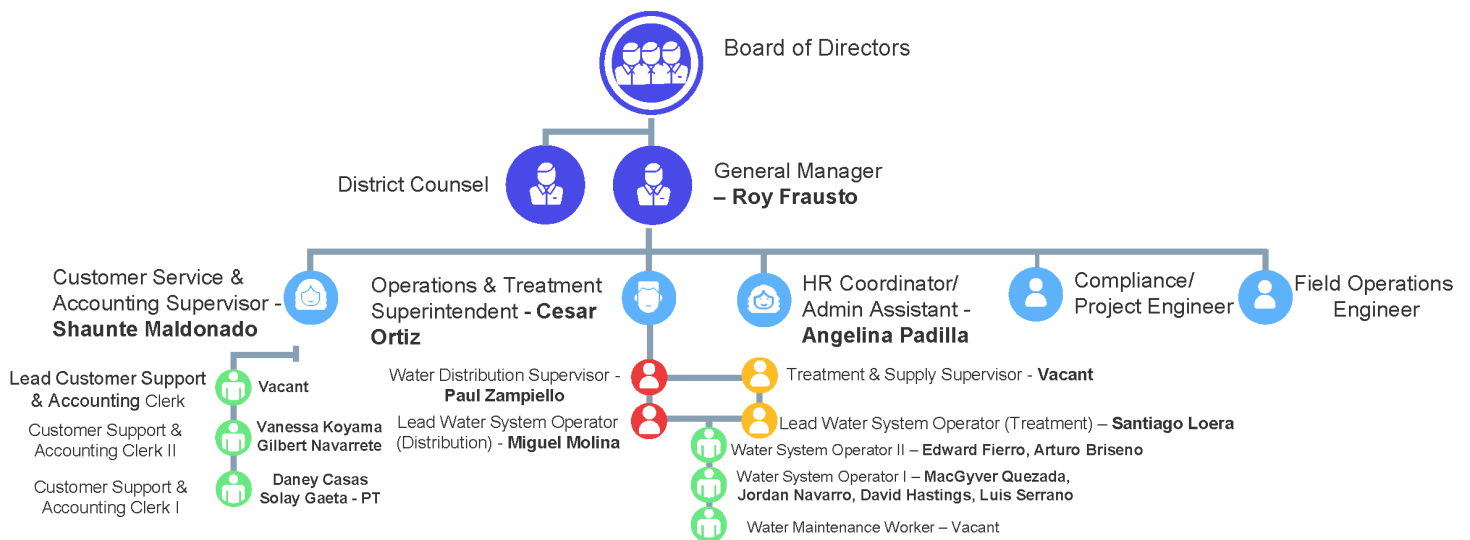 Board of Directors
District Counsel
General Manager
– Roy Frausto
Customer Service &
Accounting Supervisor -
Shaunte Maldonado
Operations & Treatment
Superintendent - Cesar
Ortiz
HR Coordinator/
Admin Assistant -
Angelina Padilla
Compliance/
Project Engineer
Field Operations
Engineer
Lead Customer Support
& Accounting Clerk
Vacant
Customer Support &
Accounting Clerk II
Vanessa Koyama
Gilbert Navarrete
Customer Support &
Accounting Clerk I
Daney Casas
Solay Gaeta - PT
Water Distribution Supervisor -
Paul Zampiello
Treatment & Supply Supervisor - Vacant
Lead Water System Operator
(Distribution) - Miguel Molina
Lead Water System Operator (Treatment) – Santiago Loera
Water System Operator II – Edward Fierro, Arturo Briseno
Water System Operator I – MacGyver Quezada,
Jordan Navarro, David Hastings, Luis Serrano
Water Maintenance Worker – Vacant